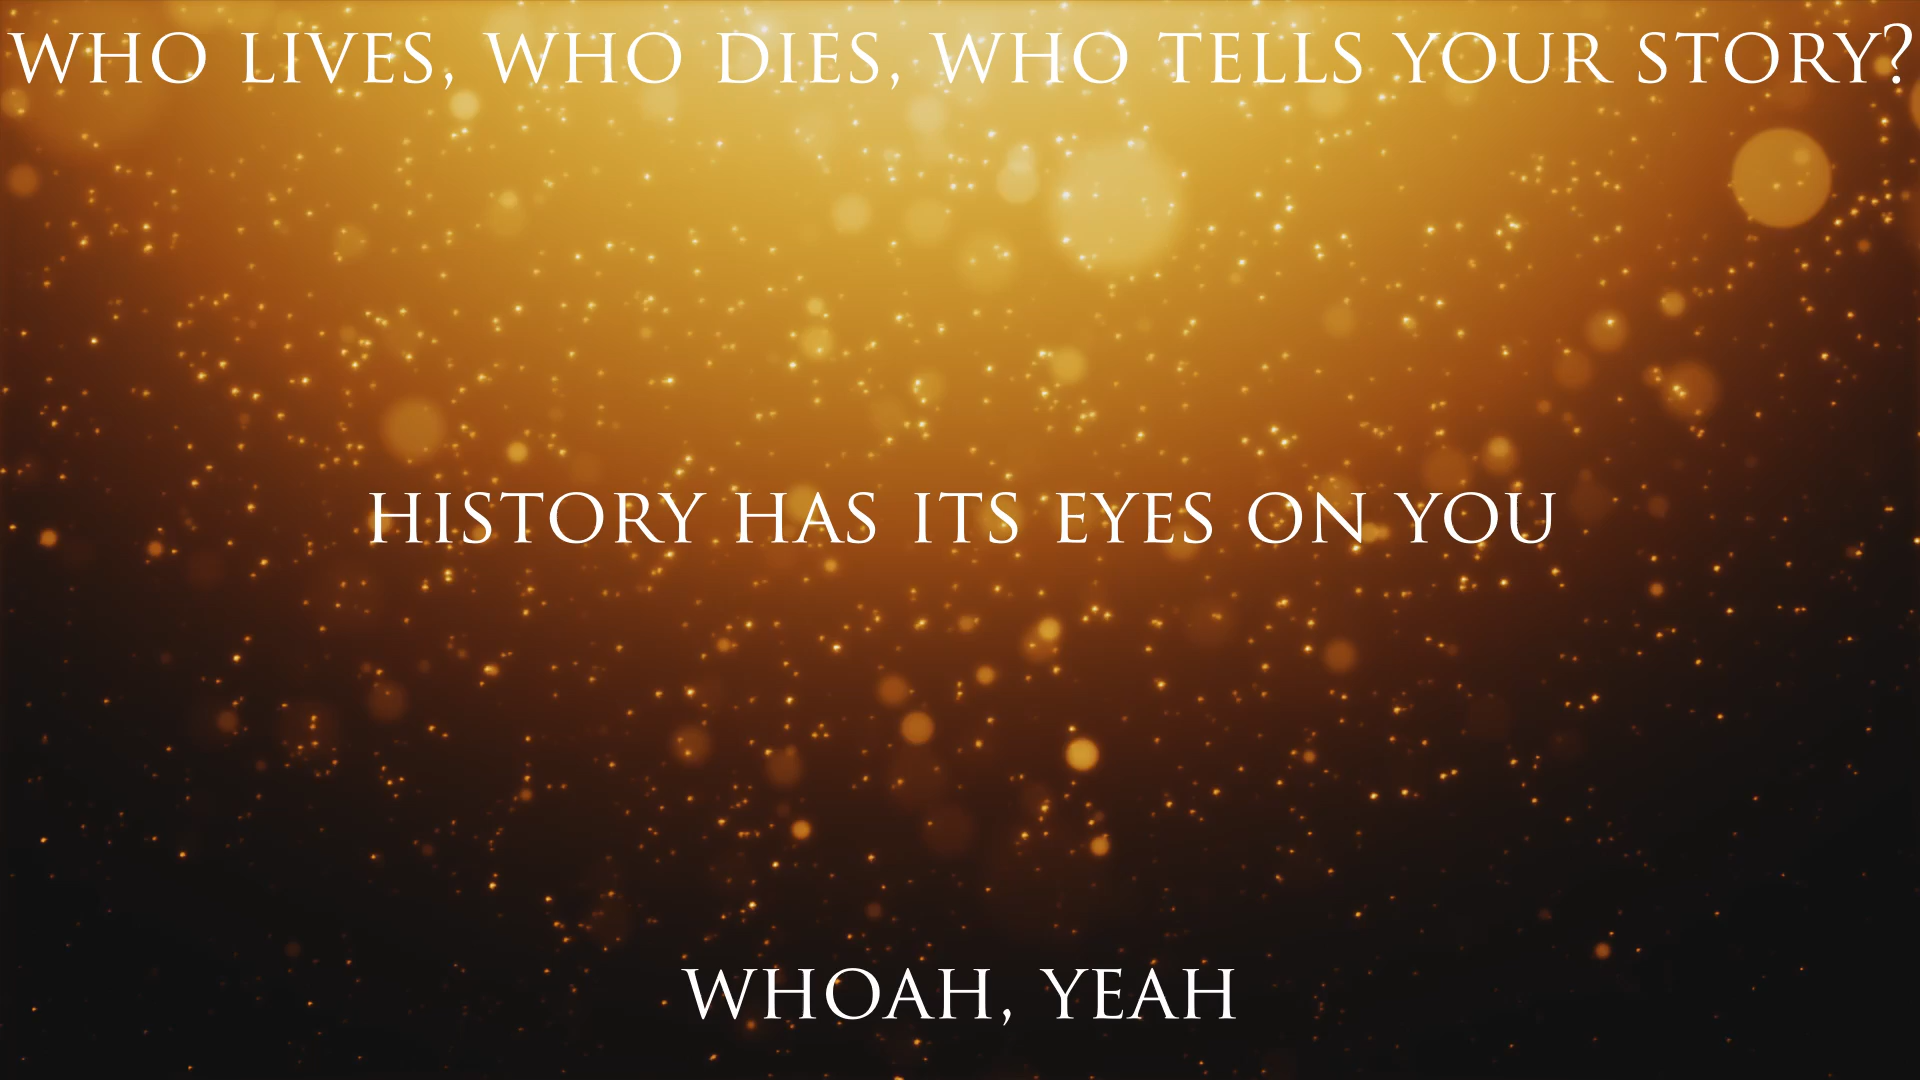 WHO LIVES, WHO DIES, WHO TELLS YOUR STORY?
HISTORY HAS ITS EYES ON YOU
WHOAH, YEAH